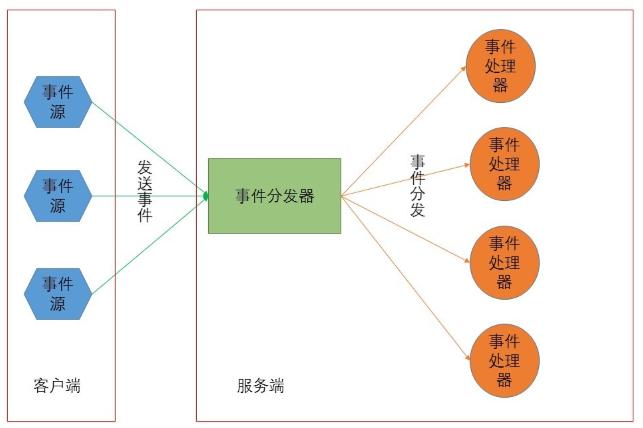 事件
源
事件
源
事件
源
客户端
发
送
事
件
事件分发器
服务端
事
件
分
发
事件
处理
器
事件
处理
器
事件
处理
器
事件
处理
器